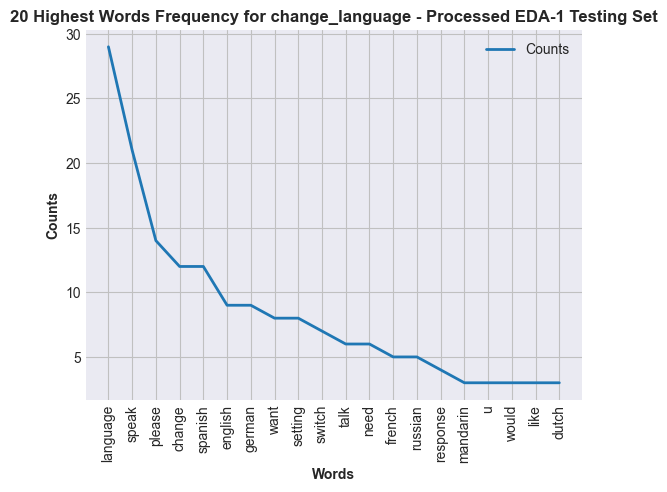 20 Highest Words Frequency for change_language - Processed EDA-1 Testing Set
Counts
30
25
20
15
10
5
Counts
language
speak
please
change
spanish
english
german
want
setting
switch
talk
need
french
russian
response
mandarin
u
would
like
dutch
Words